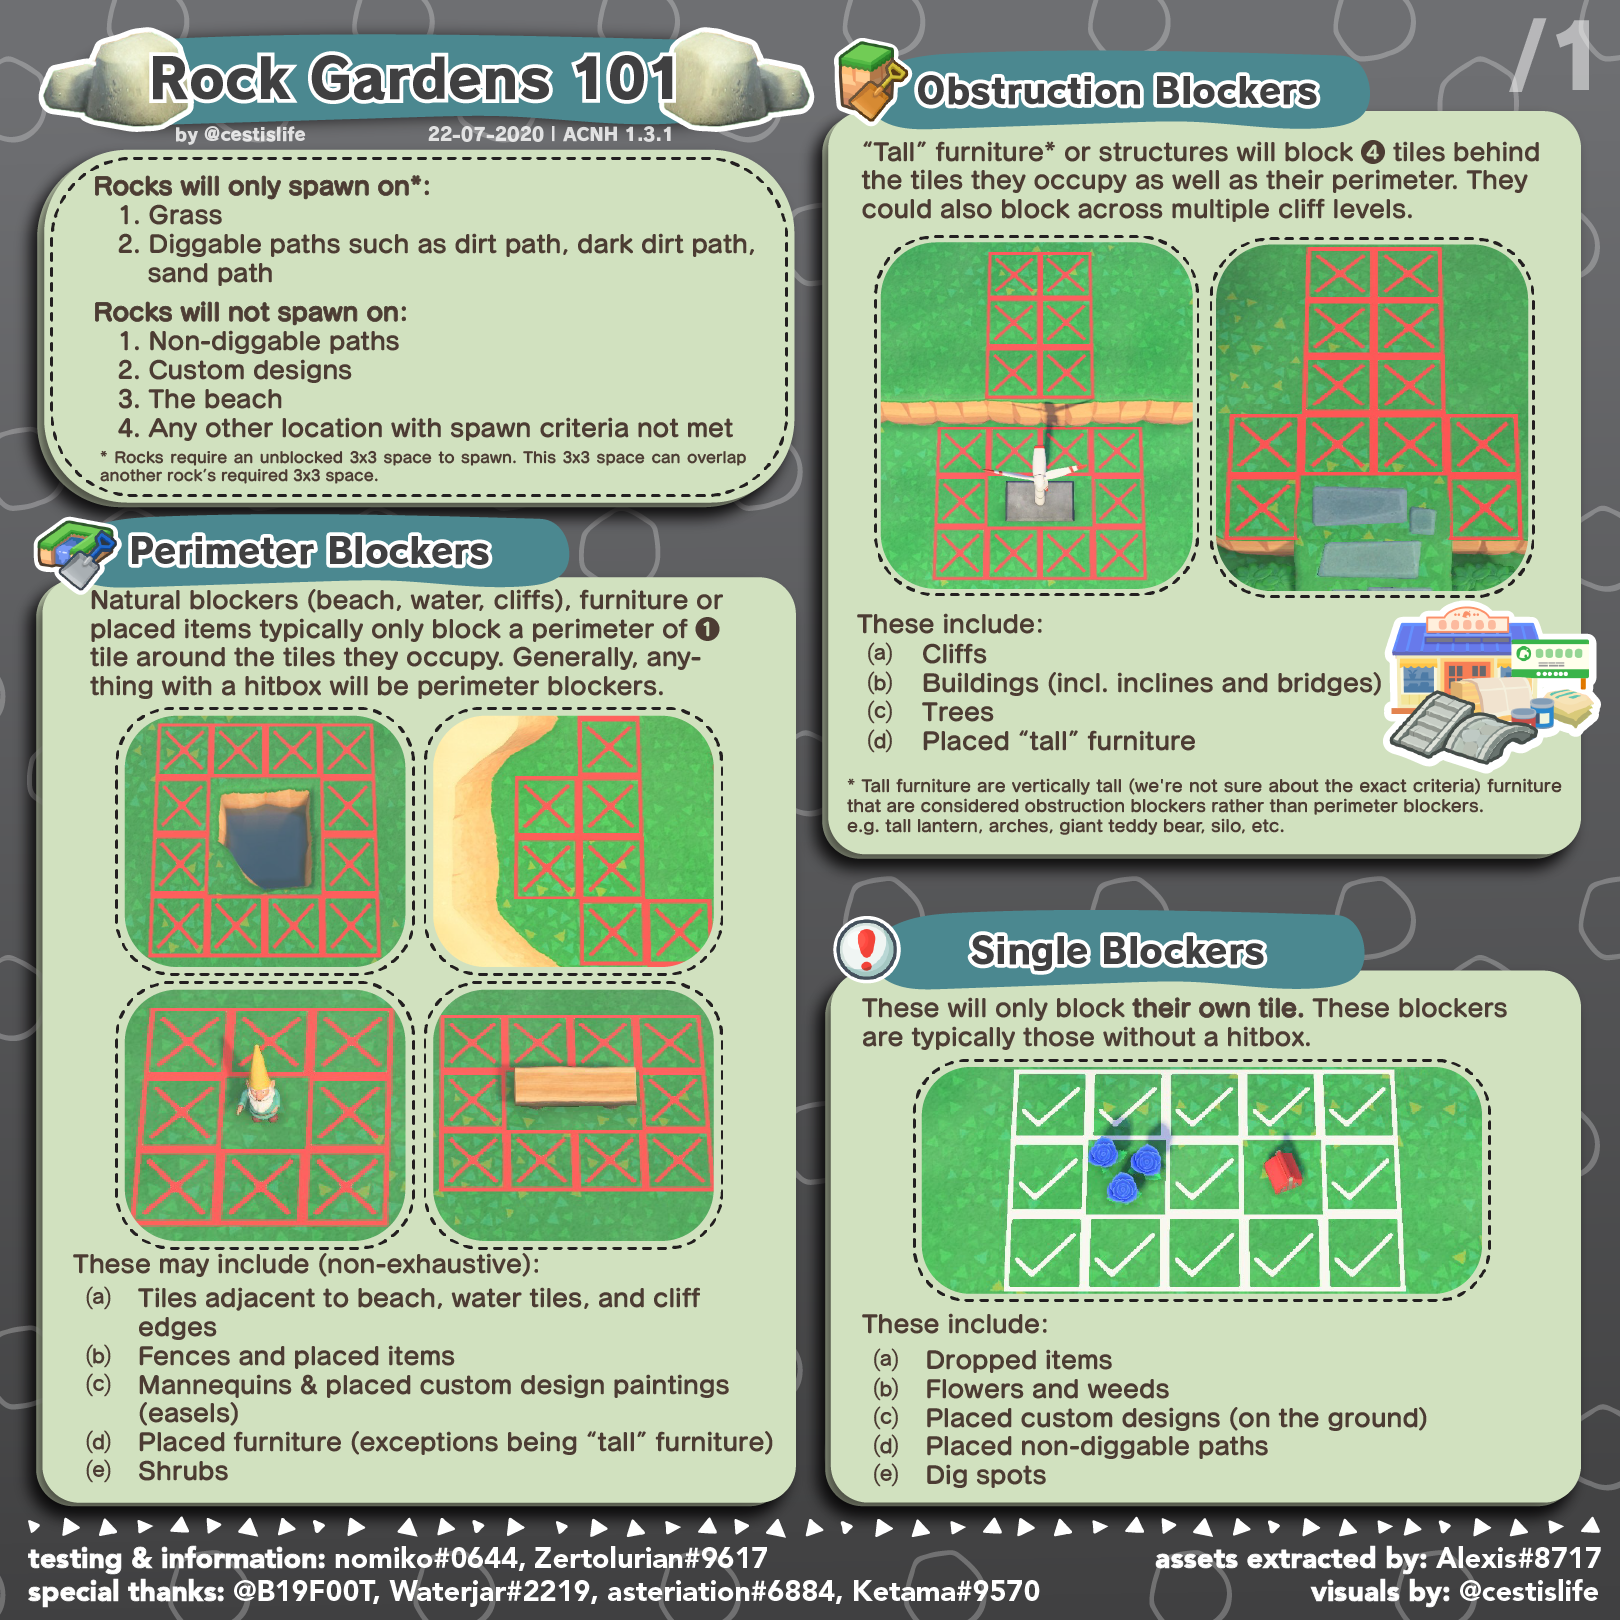 Rock Gardens 101
by @cestislife 22-07-2020 | ACNH 1.3.1
Rocks will only spawn on*:
1. Grass
2. Diggable paths such as dirt path, dark dirt path,
sand path
Rocks will not spawn on:
1. Non-diggable paths
2. Custom designs
3. The beach
4. Any other location with spawn criteria not met
* Rocks require an unblocked 3x3 space to spawn. This 3x3 space can overlap
another rock's required 3x3 space.
Perimeter Blockers
Natural blockers (beach, water, cliffs), furniture or
placed items typically only block a perimeter of 1
tile around the tiles they occupy. Generally, any-
thing with a hitbox will be perimeter blockers.
These may include (non-exhaustive):
(a) Tiles adjacent to beach, water tiles, and cliff
edges
(b) Fences and placed items
(c) Mannequins & placed custom design paintings
(easels)
(d) Placed furniture (exceptions being “tall” furniture)
(e) Shrubs
/1
Obstruction Blockers
“Tall” furniture* or structures will block 4 tiles behind
the tiles they occupy as well as their perimeter. They
could also block across multiple cliff levels.
These include:
(a) Cliffs
(b) Buildings (incl. inclines and bridges)
(c) Trees
(d) Placed “tall” furniture
* Tall furniture are vertically tall (we're not sure about the exact criteria) furniture
that are considered obstruction blockers rather than perimeter blockers.
e.g. tall lantern, arches, giant teddy bear, silo, etc.
Single Blockers
These will only block their own tile. These blockers
are typically those without a hitbox.
These include:
(a) Dropped items
(b) Flowers and weeds
(c) Placed custom designs (on the ground)
(d) Placed non-diggable paths
(e) Dig spots
testing & information: nomiko#0644, Zertolurian#9617
special thanks: @B19F00T, Waterjar#2219, asteriation#6884, Ketama#9570
assets extracted by: Alexis#8717
visuals by: @cestislife